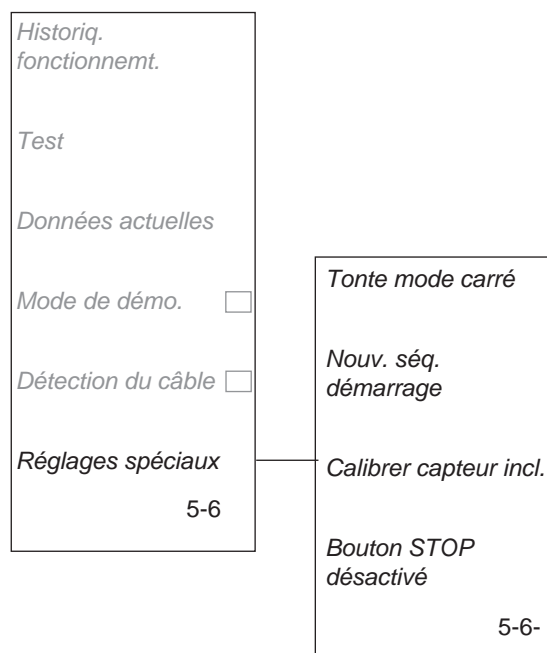 Historiq.
fonctionnemt.
Test
Données actuelles
Mode de démo.
Détection du câble
Réglages spéciaux
5-6
Tonte mode carré
Nouv. séq.
démarrage
Calibrer capteur incl.
Bouton STOP
désactivé
5-6-